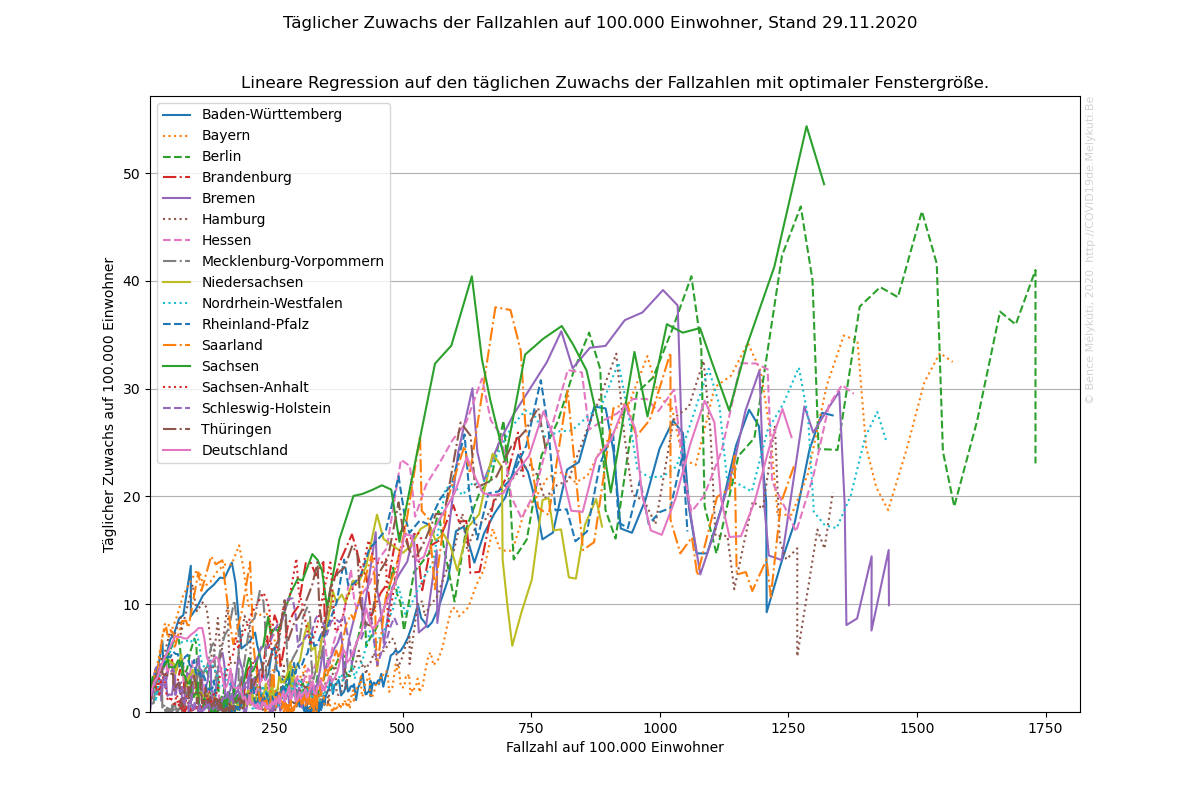 Täglicher Zuwachs der Fallzahlen auf 100.000 Einwohner, Stand 29.11.2020
Lineare Regression auf den täglichen Zuwachs der Fallzahlen mit optimaler Fenstergröße.
Baden-Württemberg
Bayern
Berlin
Brandenburg
Bremen
Hamburg
Hessen
Mecklenburg-Vorpommern
Niedersachsen
Nordrhein-Westfalen
Rheinland-Pfalz
Saarland
Sachsen
Sachsen-Anhalt
Schleswig-Holstein
Thüringen
Deutschland
50
40
30
20
10
0
Täglicher Zuwachs auf 100.000 Einwohner
250
500
750
1000
1250
1500
1750
Fallzahl auf 100.000 Einwohner
© Bence Mélykúti, 2020. http://COVID19de.Melykuti.Be